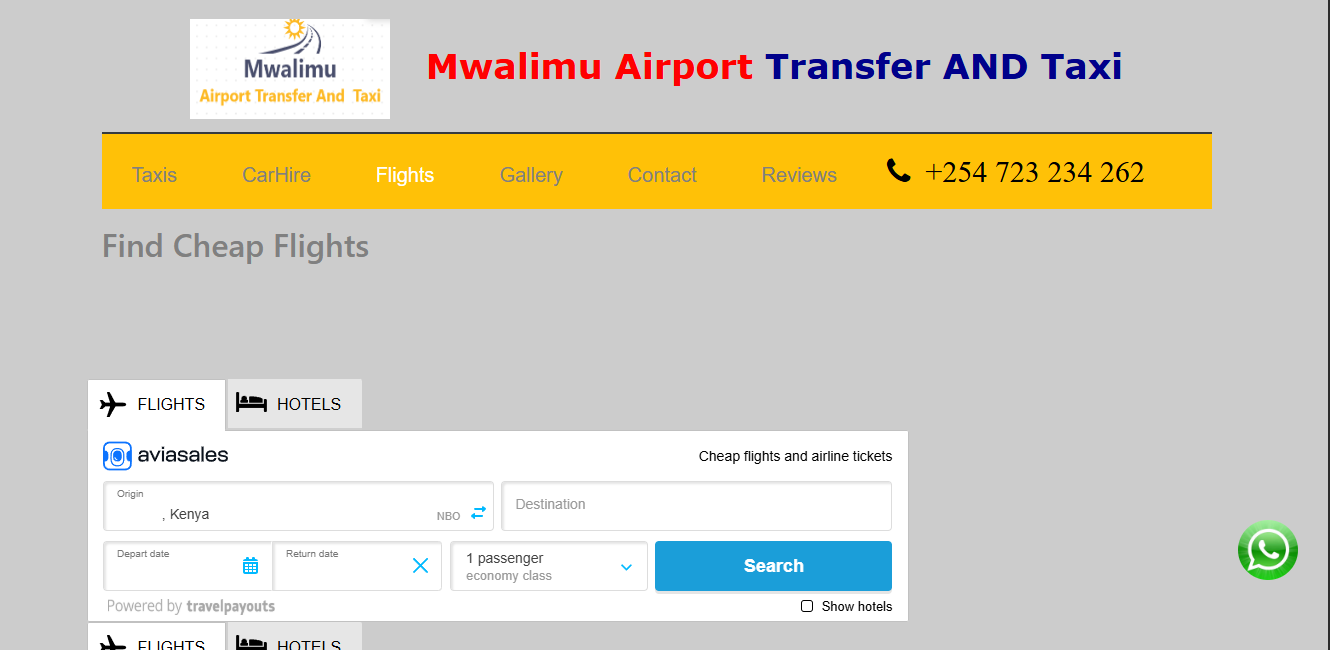 Mwalimu
Airport Transfer And Taxi
Mwalimu Airport Transfer AND Taxi
Taxis CarHire Flights Gallery Contact Reviews +254 723 234 262
Find Cheap Flights
FLIGHTS HOTELS
aviasales Cheap flights and airline tickets
Origin
, Kenya NBO
Destination
Depart date Return date
1 passenger
economy class
Search
Powered by travelpayouts Show hotels
FLIGHTS HOTELS